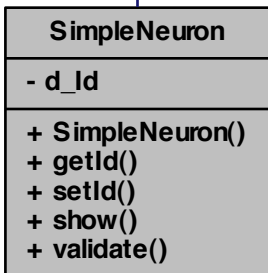 SimpleNeuron
- d_Id
+ SimpleNeuron()
+ getId()
+ setId()
+ show()
+ validate()